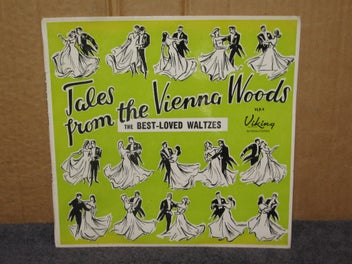 Tales
from the Vienna Woods
THE BEST-LOVED WALTZES
Viking